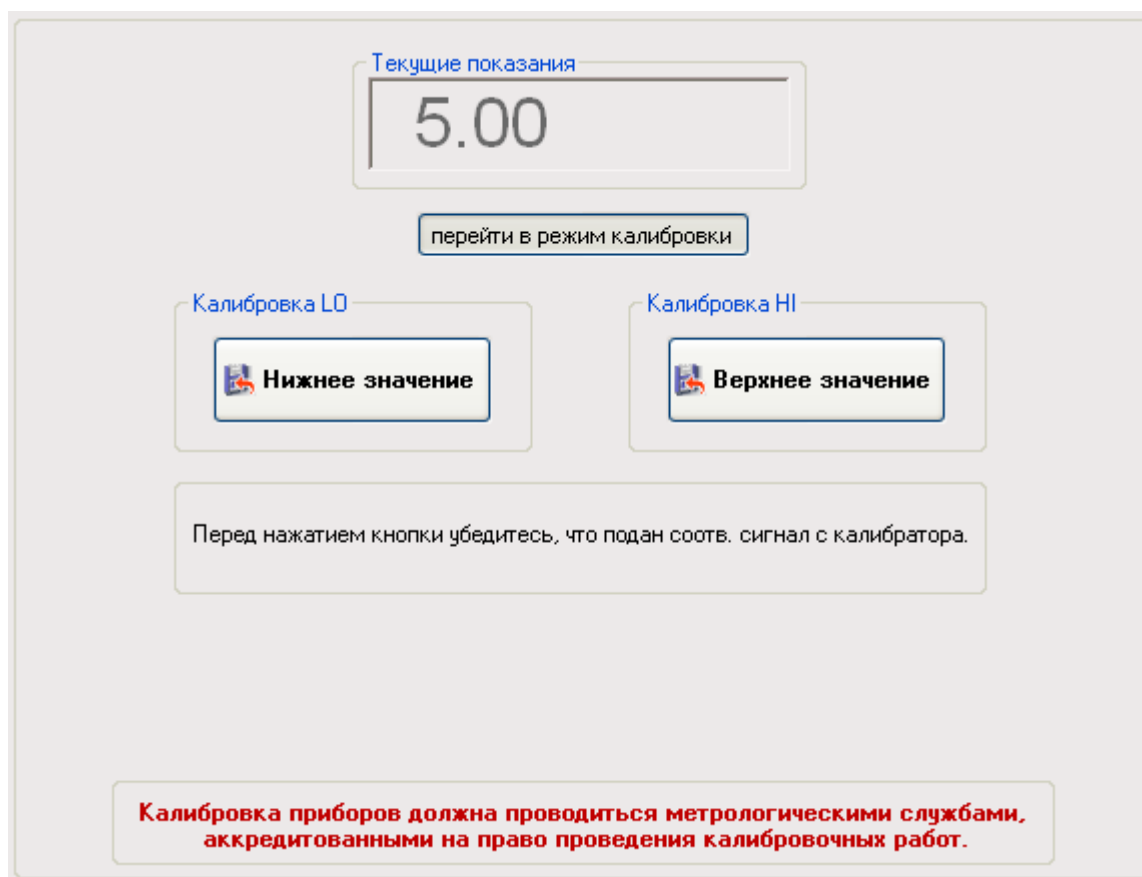 Текущие показания
5.00
перейти в режим калибровки
Калибровка LO
Калибровка HI
Нижнее значение
Верхнее значение
Перед нажатием кнопки убедитесь, что подан соотв. сигнал с калибратора.
Калибровка приборов должна проводиться метрологическими службами,
аккредитованными на право проведения калибровочных работ.